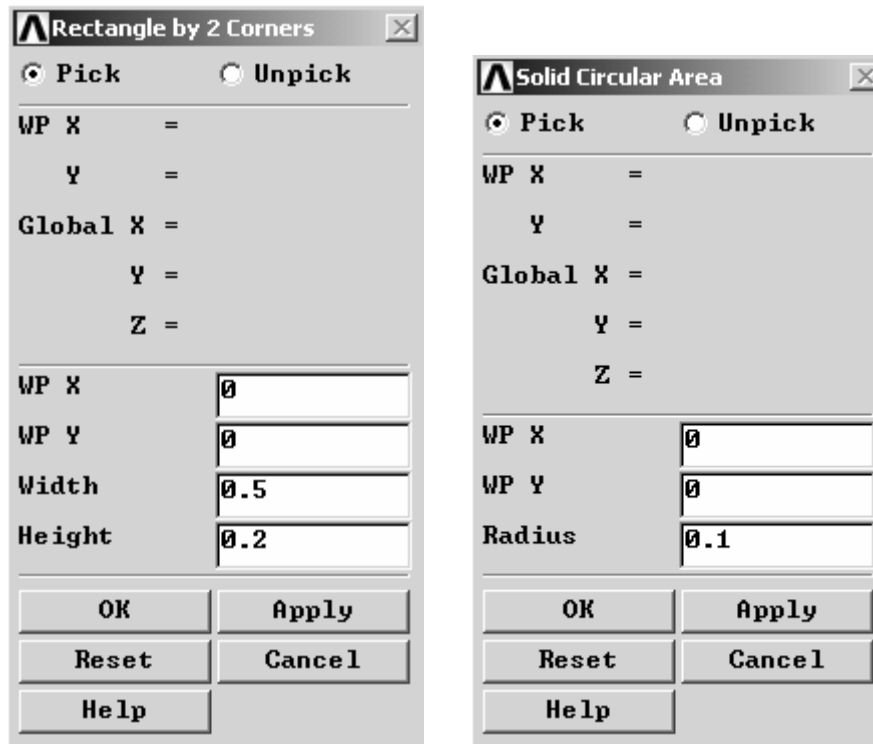 Rectangle by 2 Corners
Pick Unpick
WP X =
Y =
Global X =
Y =
Z =
WP X 0
WP Y 0
Width 0.5
Height 0.2
OK Apply
Reset Cancel
Help
Solid Circular Area
Pick Unpick
WP X =
Y =
Global X =
Y =
Z =
WP X 0
WP Y 0
Radius 0.1
OK Apply
Reset Cancel
Help